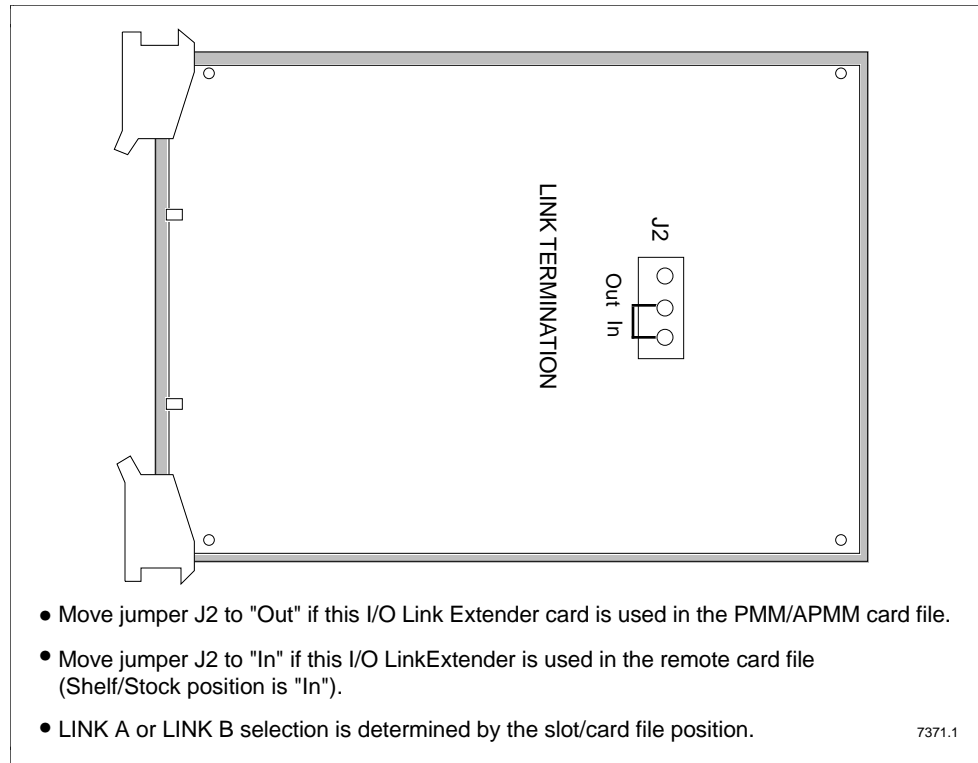 LINK TERMINATION
J2
Out In
● Move jumper J2 to "Out" if this I/O Link Extender card is used in the PMM/APMM card file.
● Move jumper J2 to "In" if this I/O LinkExtender is used in the remote card file
(Shelf/Stock position is "In").
● LINK A or LINK B selection is determined by the slot/card file position.
7371.1